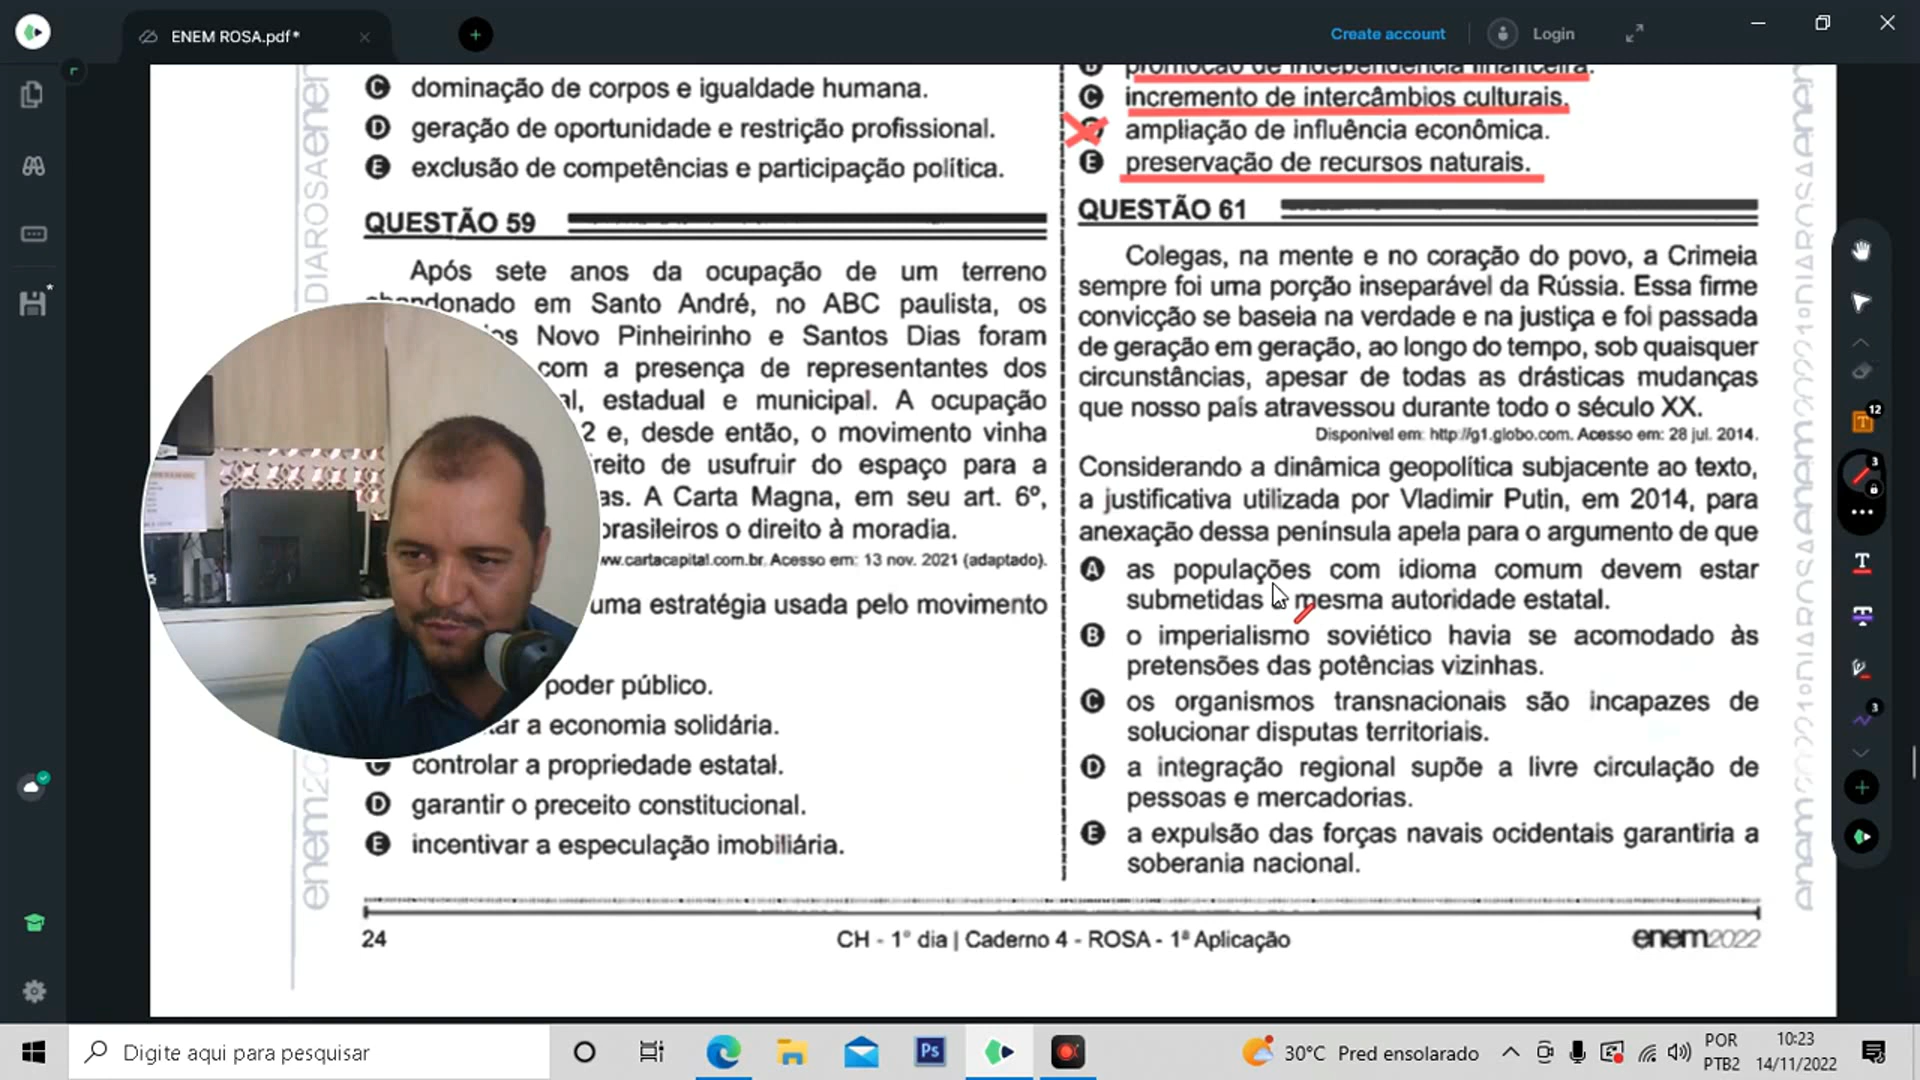 ENEM ROSA.pdf*
Create account
Login
C dominação de corpos e igualdade humana.
D geração de oportunidade e restrição profissional.
E exclusão de competências e participação política.
QUESTÃO 59
Após sete anos da ocupação de um terreno
abandonado em Santo André, no ABC paulista, os
Novo Pinheirinho e Santos Dias foram
com a presença de representantes dos
estadual e municipal. A ocupação
2 e, desde então, o movimento vinha
de usufruir do espaço para a
A Carta Magna, em seu art. 6º,
brasileiros o direito à moradia.
www.cartacapital.com.br. Acesso em: 13 nov. 2021 (adaptado).
uma estratégia usada pelo movimento
poder público.
a economia solidária.
C controlar a propriedade estatal.
D garantir o preceito constitucional.
E incentivar a especulação imobiliária.
promoção de independência financeira.
C incremento de intercâmbios culturais.
ampliação de influência econômica.
E preservação de recursos naturais.
QUESTÃO 61
Colegas, na mente e no coração do povo, a Crimeia
sempre foi uma porção inseparável da Rússia. Essa firme
convicção se baseia na verdade e na justiça e foi passada
de geração em geração, ao longo do tempo, sob quaisquer
circunstâncias, apesar de todas as drásticas mudanças
que nosso país atravessou durante todo o século XX.
Disponível em: http://g1.globo.com. Acesso em: 28 jul. 2014.
Considerando a dinâmica geopolítica subjacente ao texto,
a justificativa utilizada por Vladimir Putin, em 2014, para
anexação dessa península apela para o argumento de que
A as populações com idioma comum devem estar
submetidas mesma autoridade estatal.
B o imperialismo soviético havia se acomodado às
pretensões das potências vizinhas.
C os organismos transnacionais são incapazes de
solucionar disputas territoriais.
D a integração regional supõe a livre circulação de
pessoas e mercadorias.
E a expulsão das forças navais ocidentais garantiria a
soberania nacional.
24
CH - 1° dia | Caderno 4 - ROSA - 1ª Aplicação
enem2022
12
3
T
3
Digite aqui para pesquisar
Ps
30°C Pred ensolarado
POR
PTB2
10:23
14/11/2022